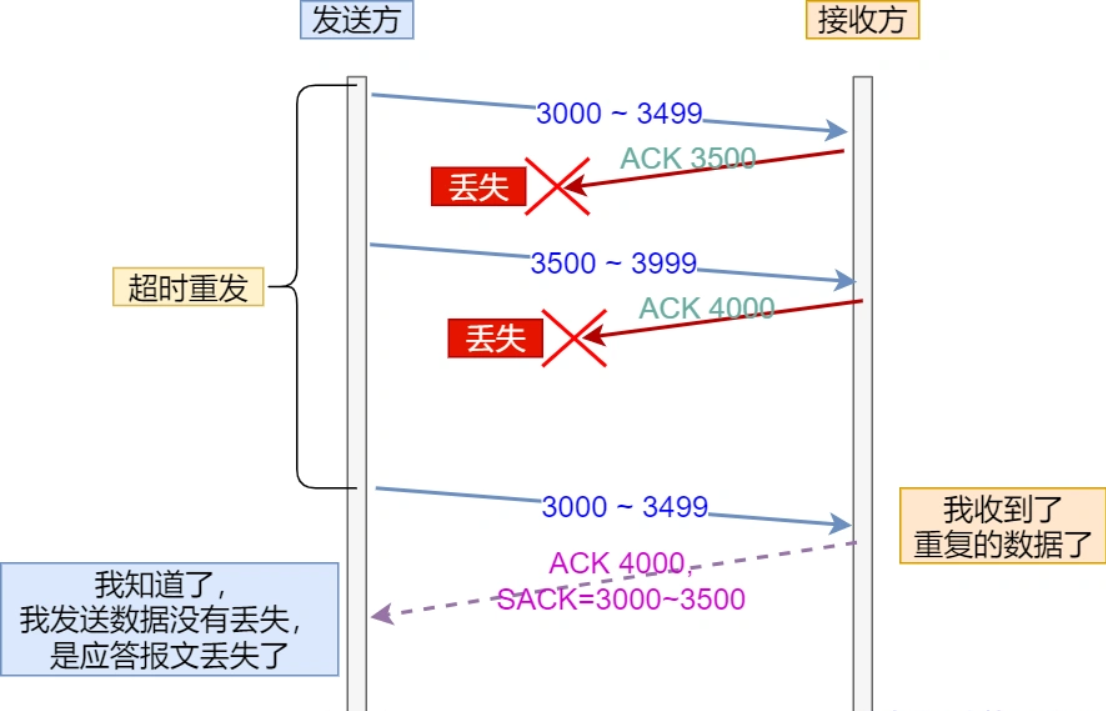 发送方
接收方
3000 ~ 3499
ACK 3500
丢失
3500 ~ 3999
超时重发
ACK 4000
丢失
3000 ~ 3499
我收到了
重复的数据了
ACK 4000,
SACK=3000~3500
我知道了，
我发送数据没有丢失，
是应答报文丢失了